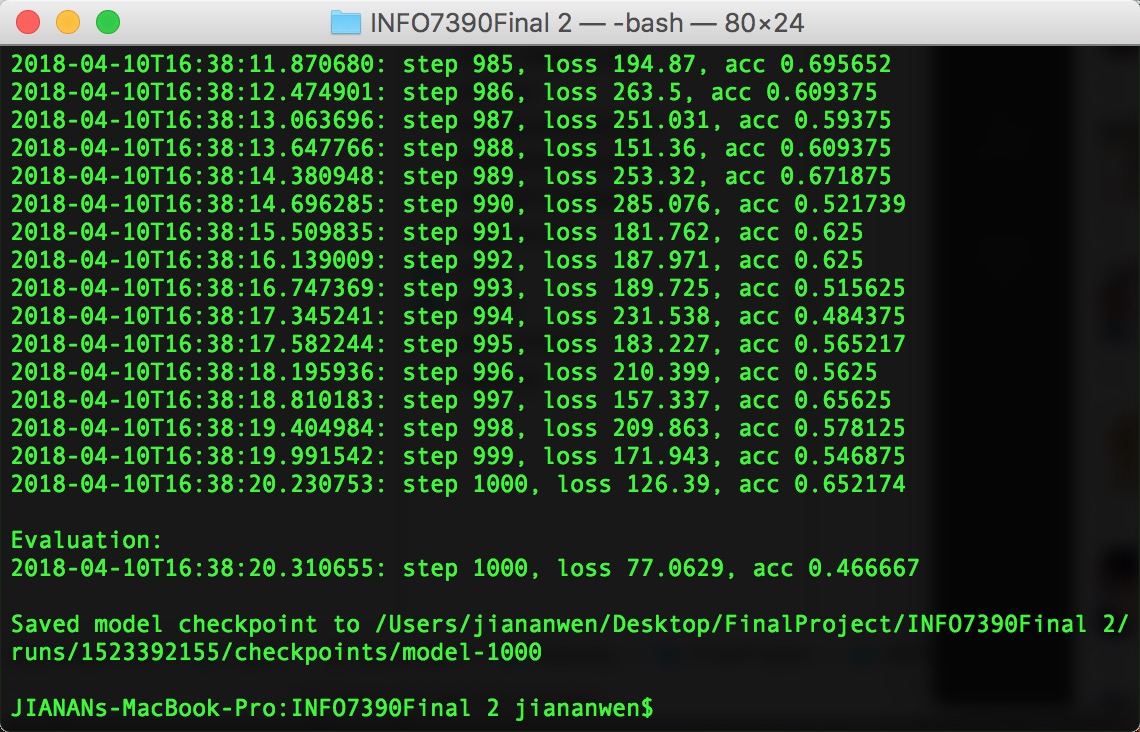 INFO7390Final 2 — -bash — 80×24
2018-04-10T16:38:11.870680: step 985, loss 194.87, acc 0.695652
2018-04-10T16:38:12.474901: step 986, loss 263.5, acc 0.609375
2018-04-10T16:38:13.063696: step 987, loss 251.031, acc 0.59375
2018-04-10T16:38:13.647766: step 988, loss 151.36, acc 0.609375
2018-04-10T16:38:14.380948: step 989, loss 253.32, acc 0.671875
2018-04-10T16:38:14.696285: step 990, loss 285.076, acc 0.521739
2018-04-10T16:38:15.509835: step 991, loss 181.762, acc 0.625
2018-04-10T16:38:16.139009: step 992, loss 187.971, acc 0.625
2018-04-10T16:38:16.747369: step 993, loss 189.725, acc 0.515625
2018-04-10T16:38:17.345241: step 994, loss 231.538, acc 0.484375
2018-04-10T16:38:17.582244: step 995, loss 183.227, acc 0.565217
2018-04-10T16:38:18.195936: step 996, loss 210.399, acc 0.5625
2018-04-10T16:38:18.810183: step 997, loss 157.337, acc 0.65625
2018-04-10T16:38:19.404984: step 998, loss 209.863, acc 0.578125
2018-04-10T16:38:19.991542: step 999, loss 171.943, acc 0.546875
2018-04-10T16:38:20.230753: step 1000, loss 126.39, acc 0.652174
Evaluation:
2018-04-10T16:38:20.310655: step 1000, loss 77.0629, acc 0.466667
Saved model checkpoint to /Users/jiananwen/Desktop/FinalProject/INFO7390Final 2/
runs/1523392155/checkpoints/model-1000
JIANANs-MacBook-Pro:INFO7390Final 2 jiananwen$